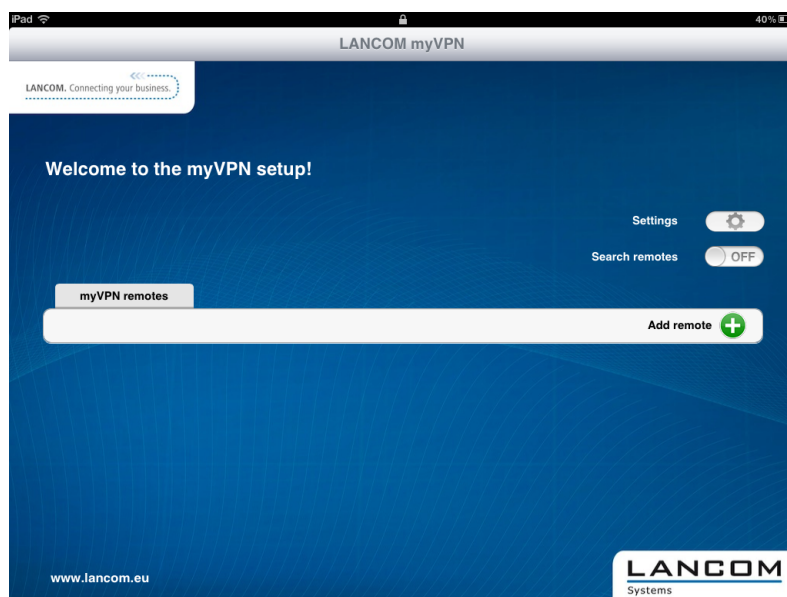 iPad 40%
LANCOM myVPN
LANCOM. Connecting your business.
Welcome to the myVPN setup!
Settings
Search remotes OFF
myVPN remotes
Add remote
www.lancom.eu
LANCOM
Systems